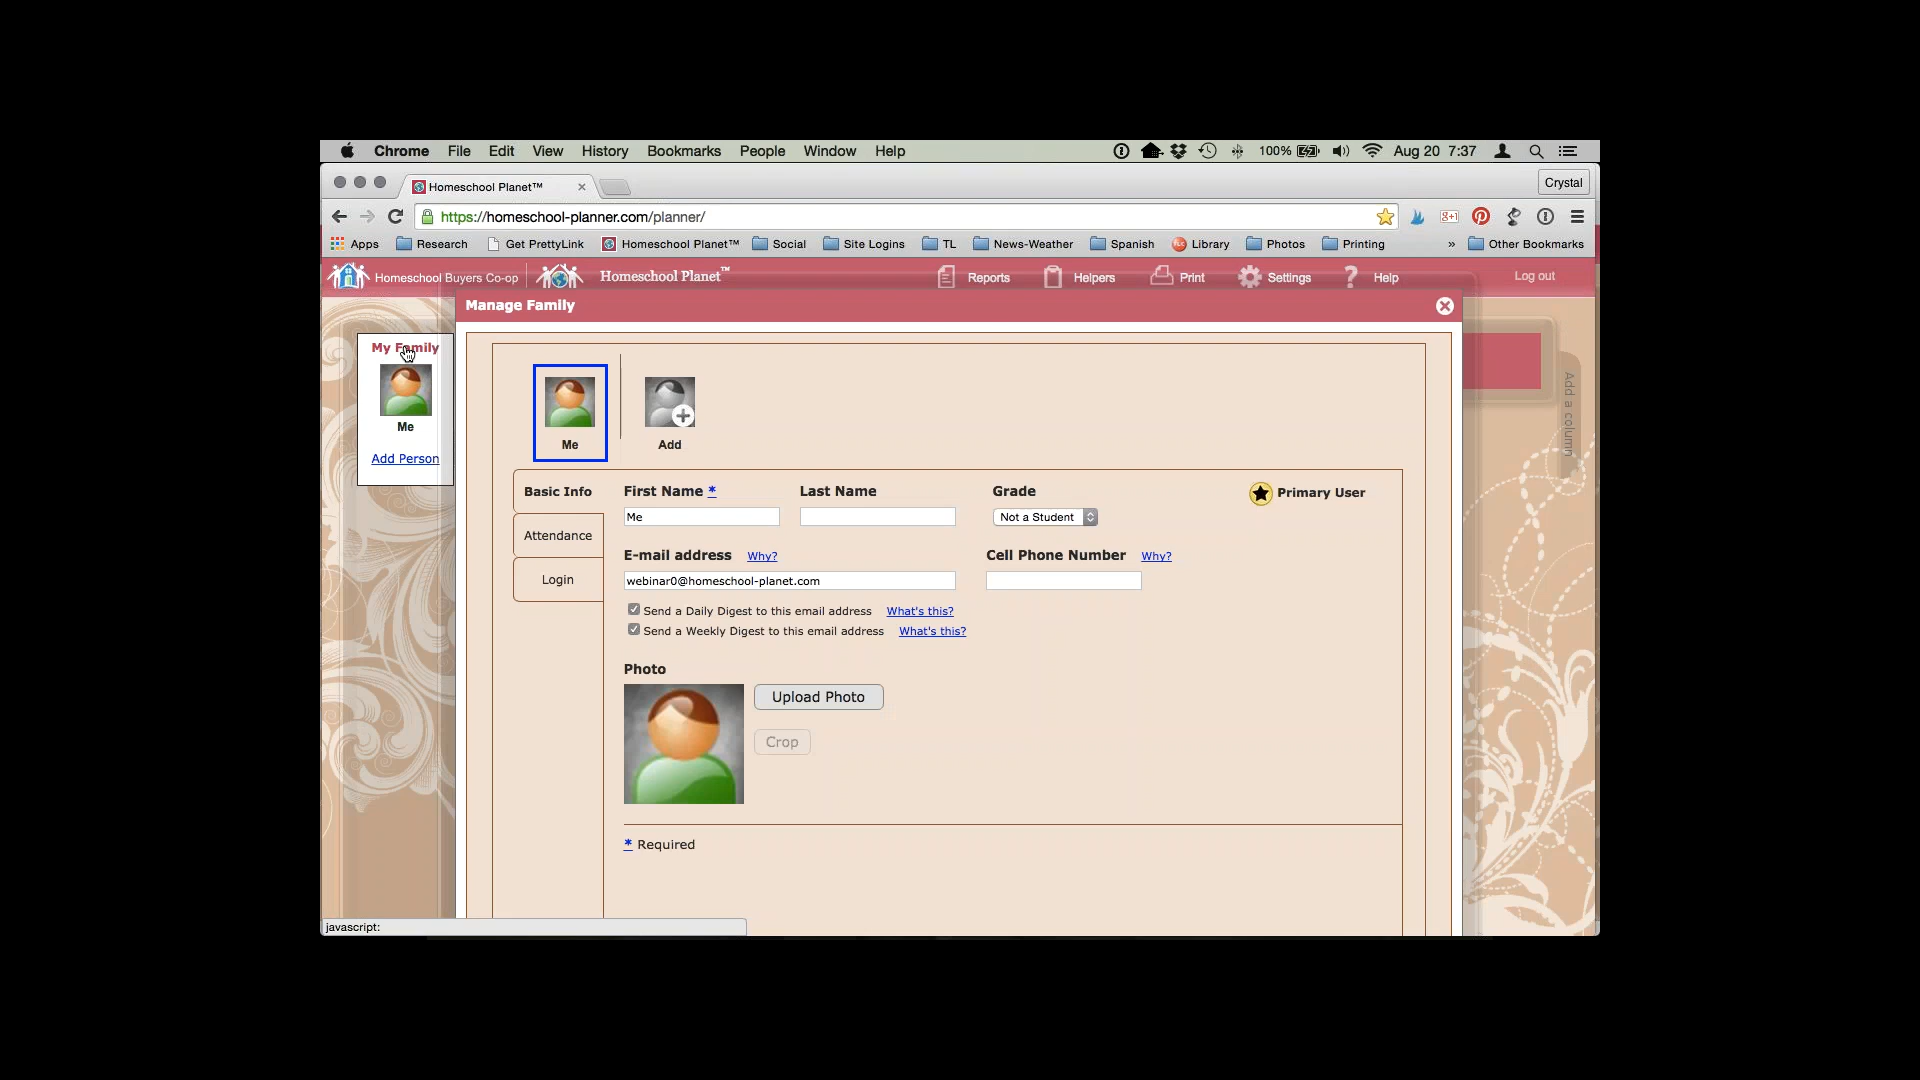 Chrome File Edit View History Bookmarks People Window Help 100% Aug 20 7:37
Homeschool Planet™ Crystal
https://homeschool-planner.com/planner/
Apps Research Get PrettyLink Homeschool Planet™ Social Site Logins TL News-Weather Spanish Library Photos Printing » Other Bookmarks
Homeschool Buyers Co-op Homeschool Planet™ Reports Helpers Print Settings ? Help Log out
Manage Family
My Family
Me
Add Person
Me Add
Add a column
Basic Info
Attendance
Login
First Name * Last Name Grade Primary User
Me Not a Student
E-mail address Why? Cell Phone Number Why?
webinar0@homeschool-planet.com
Send a Daily Digest to this email address What's this?
Send a Weekly Digest to this email address What's this?
Photo
Upload Photo
Crop
* Required
javascript: